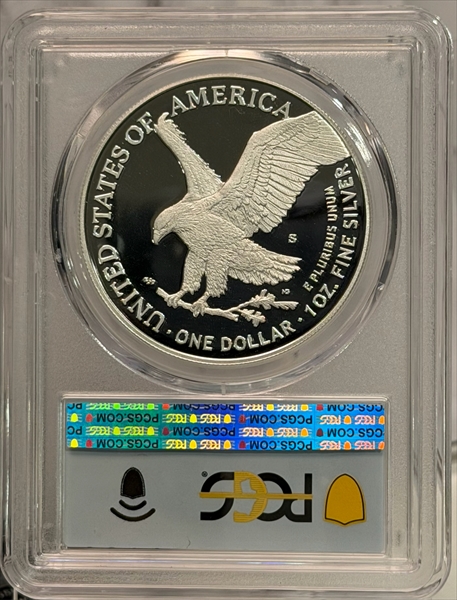 UNITED STATES OF AMERICA
S
E PLURIBUS UNUM
· ONE DOLLAR · 1 OZ. FINE SILVER
PCGS.COM PCGS.COM PCGS.COM PCGS.COM
PCGS